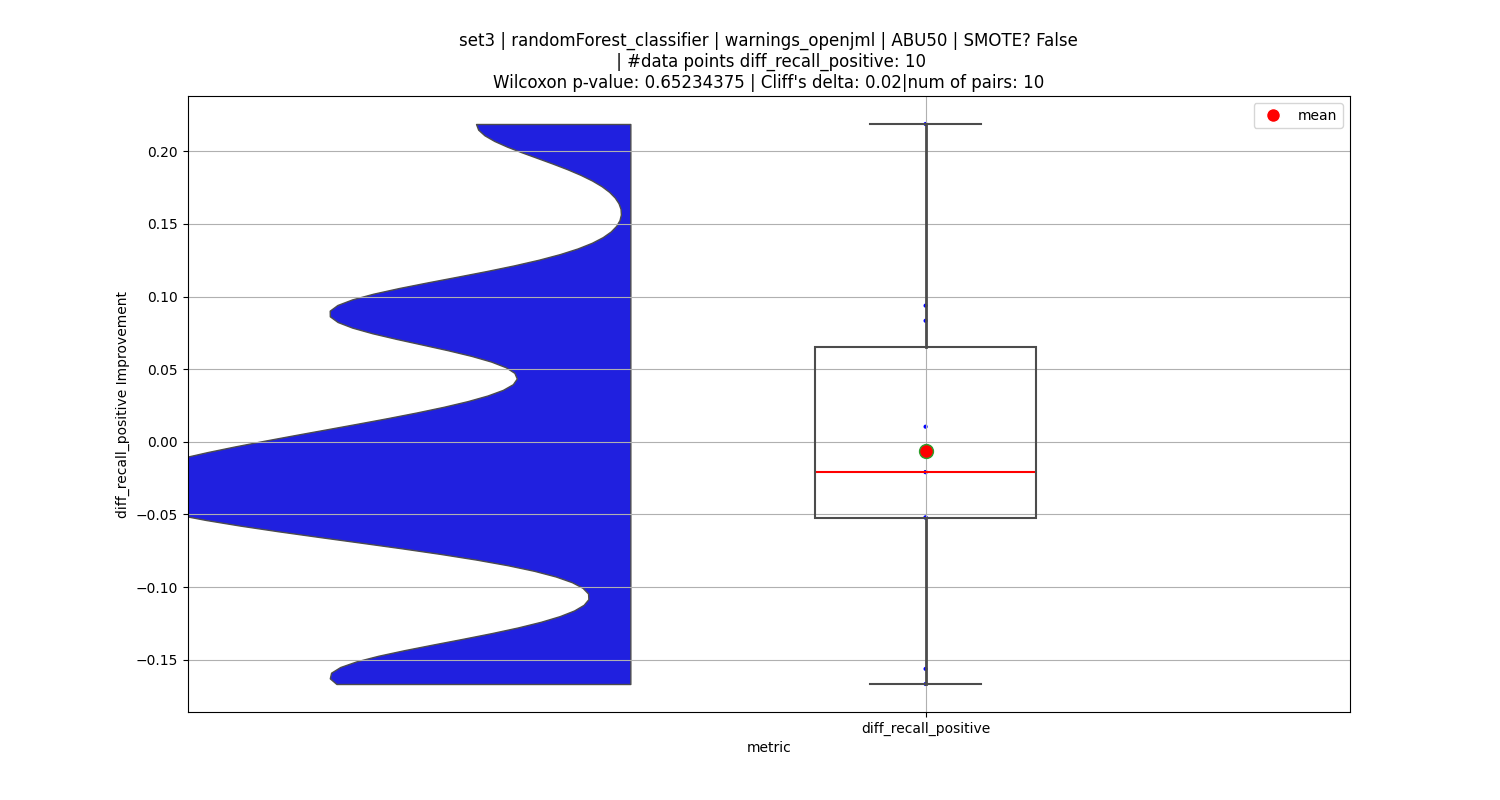 set3 | randomForest_classifier | warnings_openjml | ABU50 | SMOTE? False
| #data points diff_recall_positive: 10
Wilcoxon p-value: 0.65234375 | Cliff's delta: 0.02|num of pairs: 10
mean
diff_recall_positive Improvement
0.20
0.15
0.10
0.05
0.00
−0.05
−0.10
−0.15
diff_recall_positive
metric